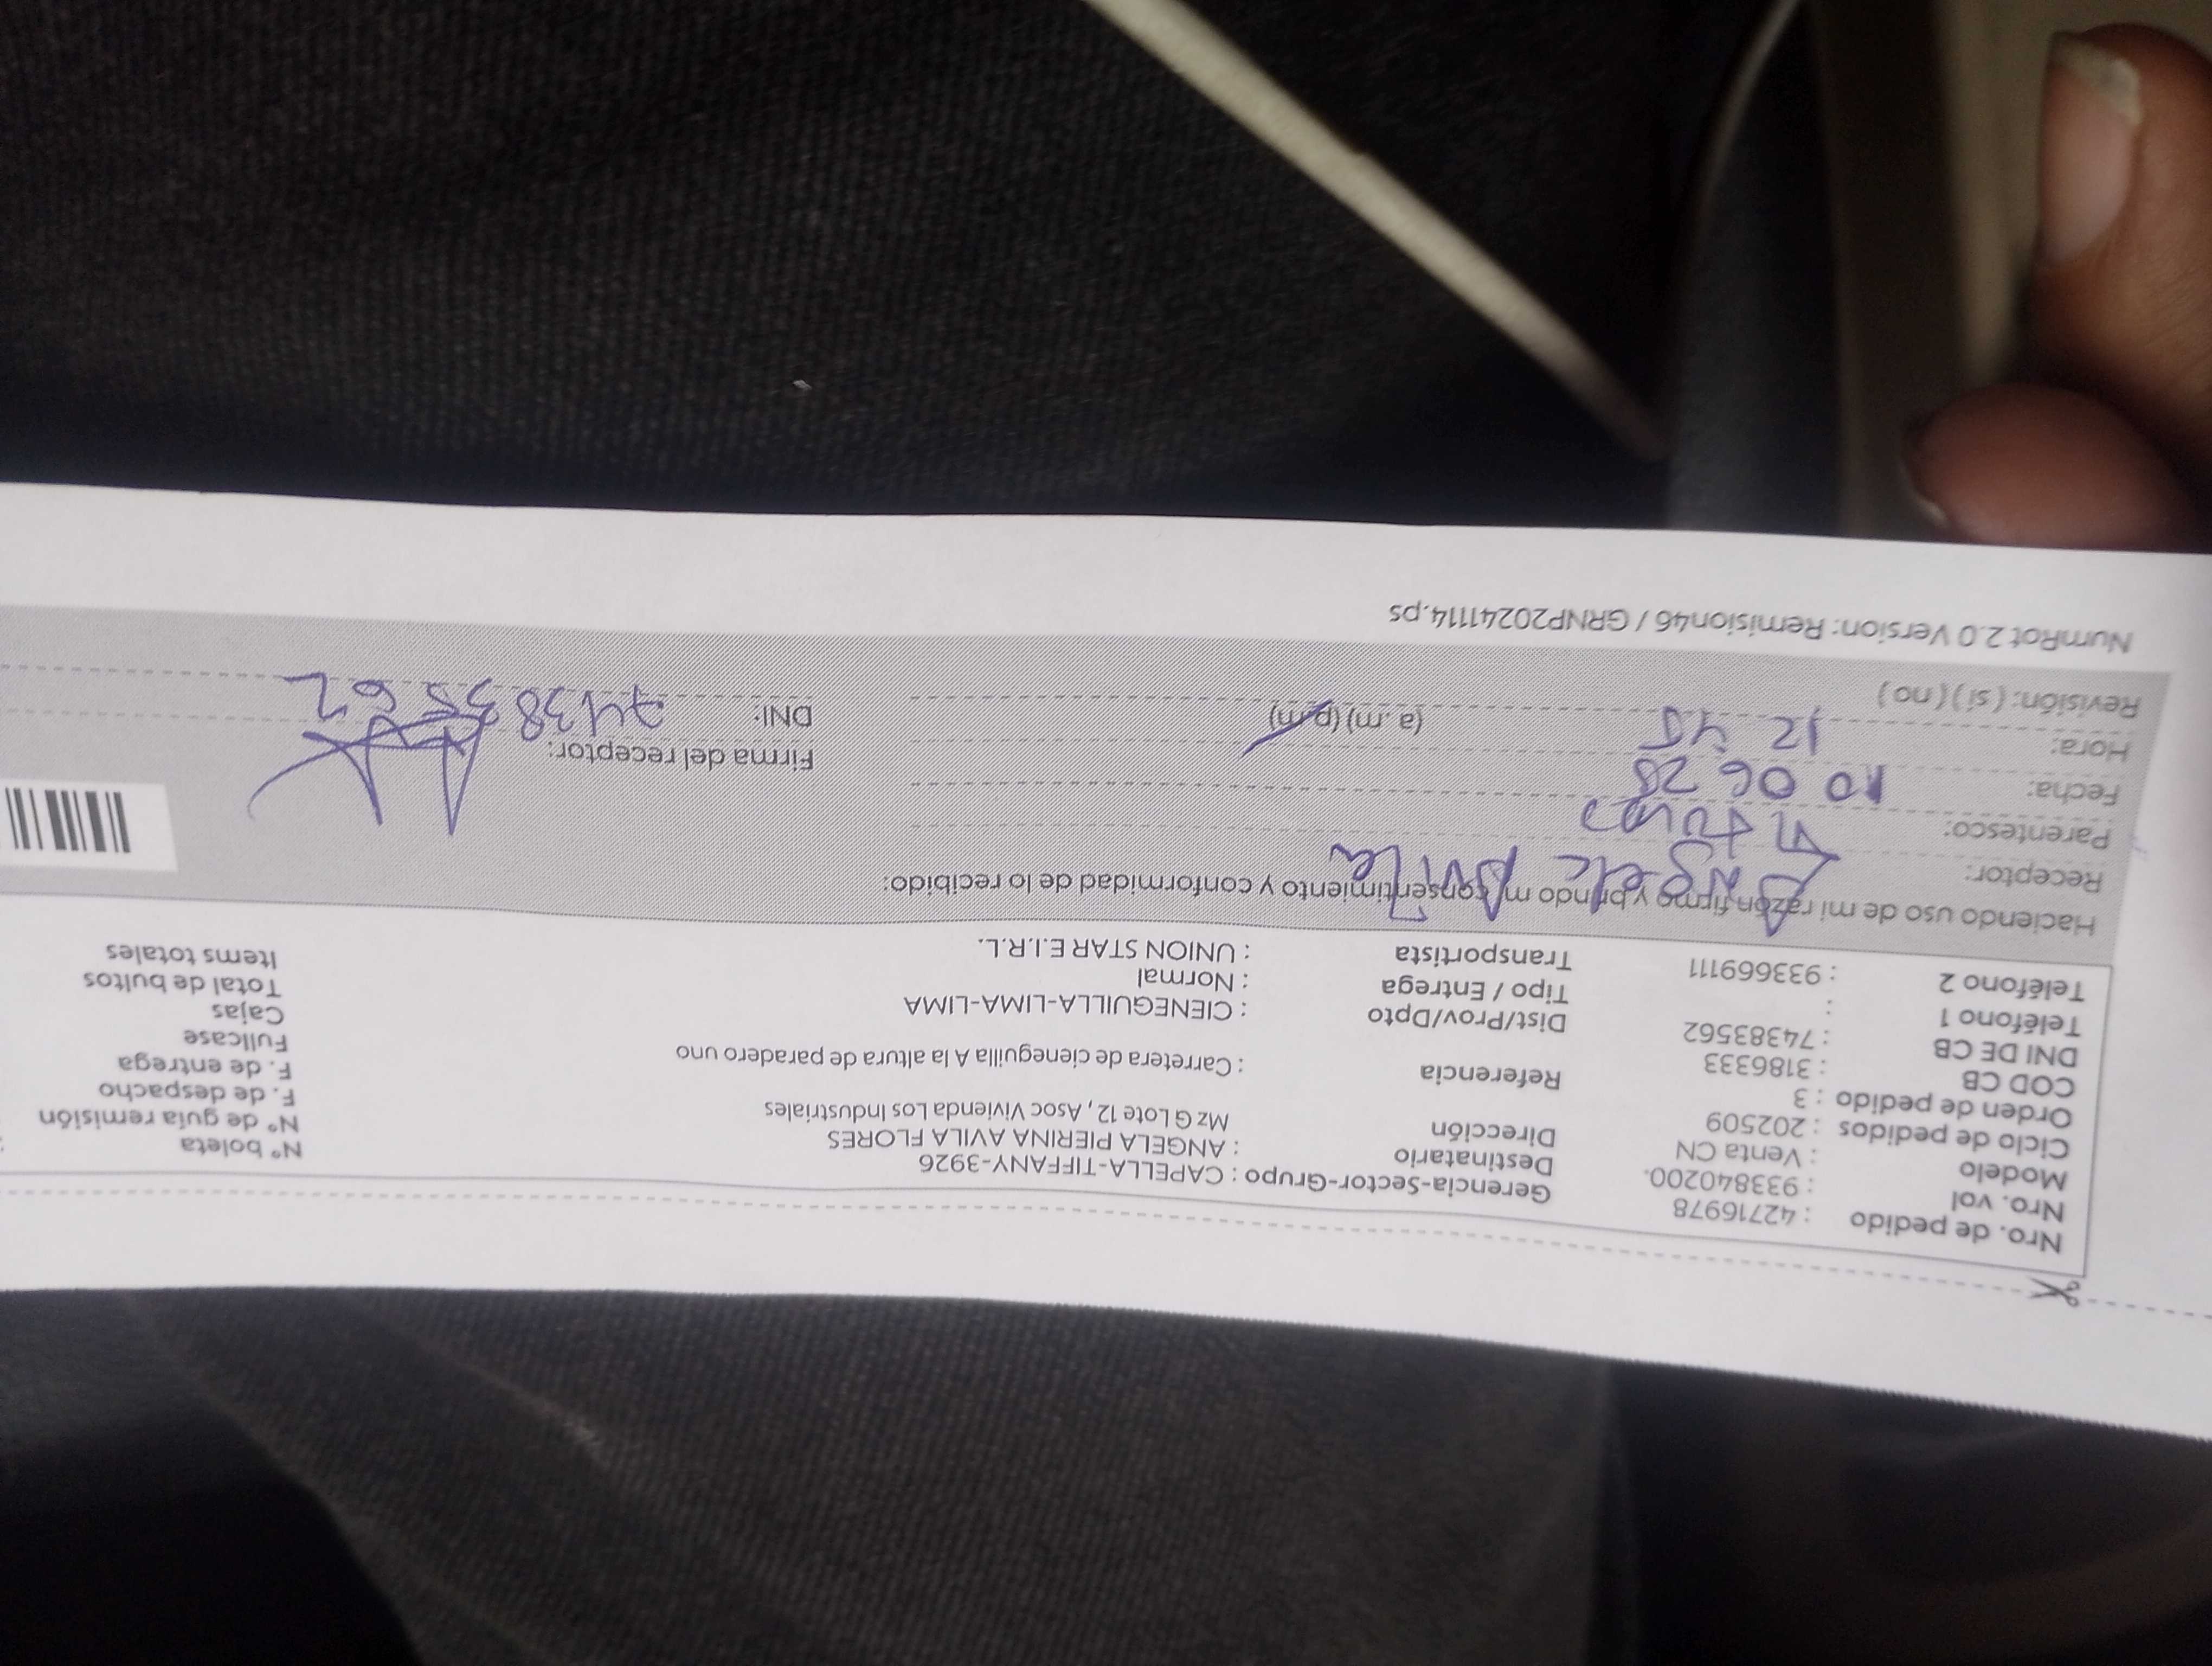 Nro. de pedido : 42716978
Nro. vol : 933840200.
Modelo : Venta CN
Ciclo de pedidos : 202509
Orden de pedido : 3
COD CB : 3186333
DNI DE CB : 74383562
Teléfono 1 :
Teléfono 2 : 933669111
Gerencia-Sector-Grupo : CAPELLA-TIFFANY-3926
Destinatario : ANGELA PIERINA AVILA FLORES
Dirección Mz G Lote 12, Asoc Vivienda Los Industriales
Referencia : Carretera de cieneguilla A la altura de paradero uno
Dist/Prov/Dpto : CIENEGUILLA-LIMA-LIMA
Tipo / Entrega : Normal
Transportista : UNION STAR E.I.R.L.
N° boleta
N° de guía remisión
F. de despacho
F. de entrega
Fullcase
Cajas
Total de bultos
Items totales
Haciendo uso de mi razón firmo y brindo mi consentimiento y conformidad de lo recibido:
Receptor: Angela Avila
Parentesco: titular
Fecha: 10 06 25
Hora: 12 45 (a. m) (p. m)
Revisión: ( si ) ( no )
Firma del receptor:
DNI: 74383562
NumRot 2.0 Version: Remision46 / GRNP20241114.ps